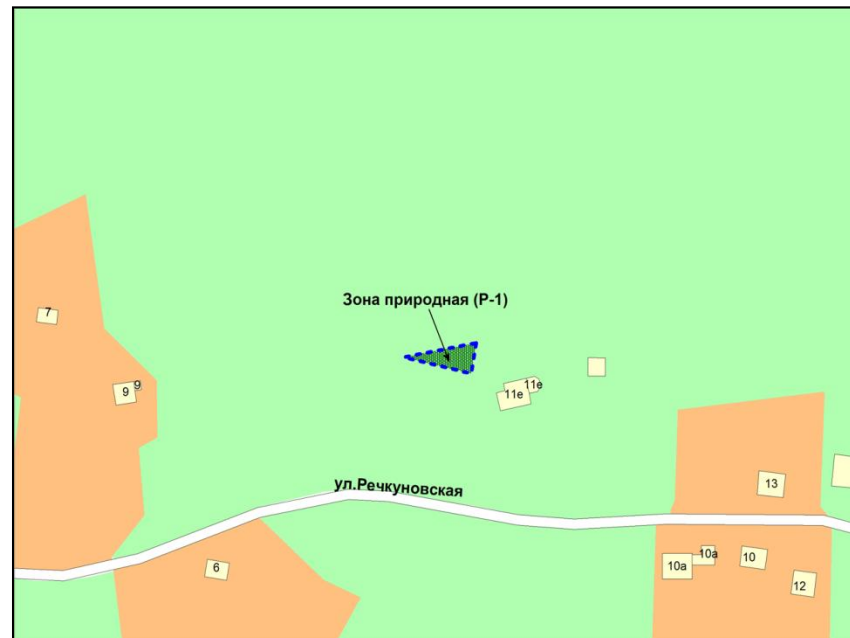 Зона природная (Р-1)
7
9
9
11е
11е
ул.Речкуновская
13
6
10а
10а
10
12